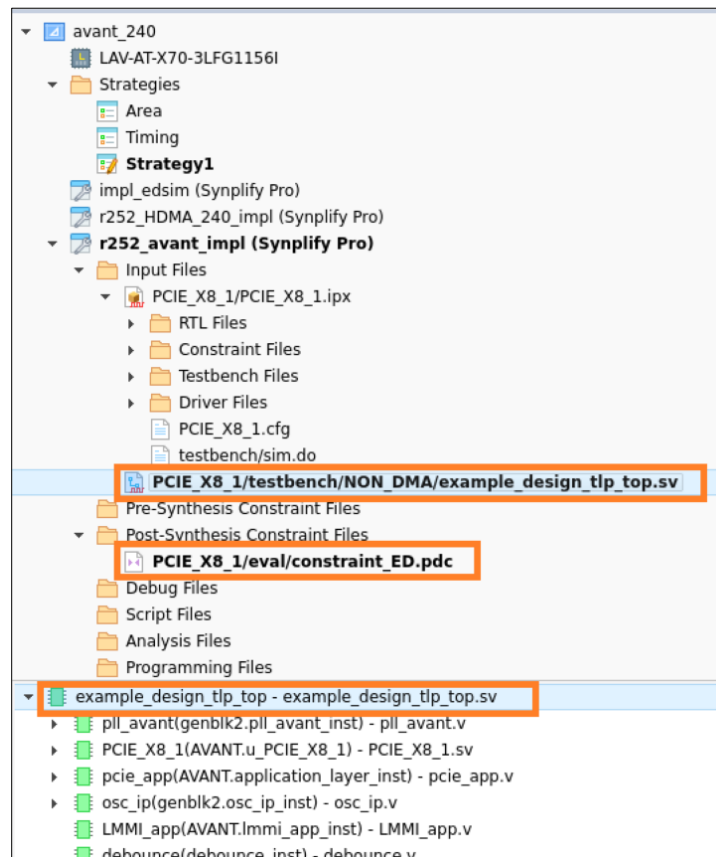 avant_240
LAV-AT-X70-3LFG1156I
Strategies
Area
Timing
Strategy1
impl_edsim (Synplify Pro)
r252_HDMA_240_impl (Synplify Pro)
r252_avant_impl (Synplify Pro)
Input Files
PCIE_X8_1/PCIE_X8_1.ipx
RTL Files
Constraint Files
Testbench Files
Driver Files
PCIE_X8_1.cfg
testbench/sim.do
PCIE_X8_1/testbench/NON_DMA/example_design_tlp_top.sv
Pre-Synthesis Constraint Files
Post-Synthesis Constraint Files
PCIE_X8_1/eval/constraint_ED.pdc
Debug Files
Script Files
Analysis Files
Programming Files
example_design_tlp_top - example_design_tlp_top.sv
pll_avant(genblk2.pll_avant_inst) - pll_avant.v
PCIE_X8_1(AVANT.u_PCIE_X8_1) - PCIE_X8_1.sv
pcie_app(AVANT.application_layer_inst) - pcie_app.v
osc_ip(genblk2.osc_ip_inst) - osc_ip.v
LMMI_app(AVANT.lmmi_app_inst) - LMMI_app.v
debounce(debounce_inst) - debounce.v